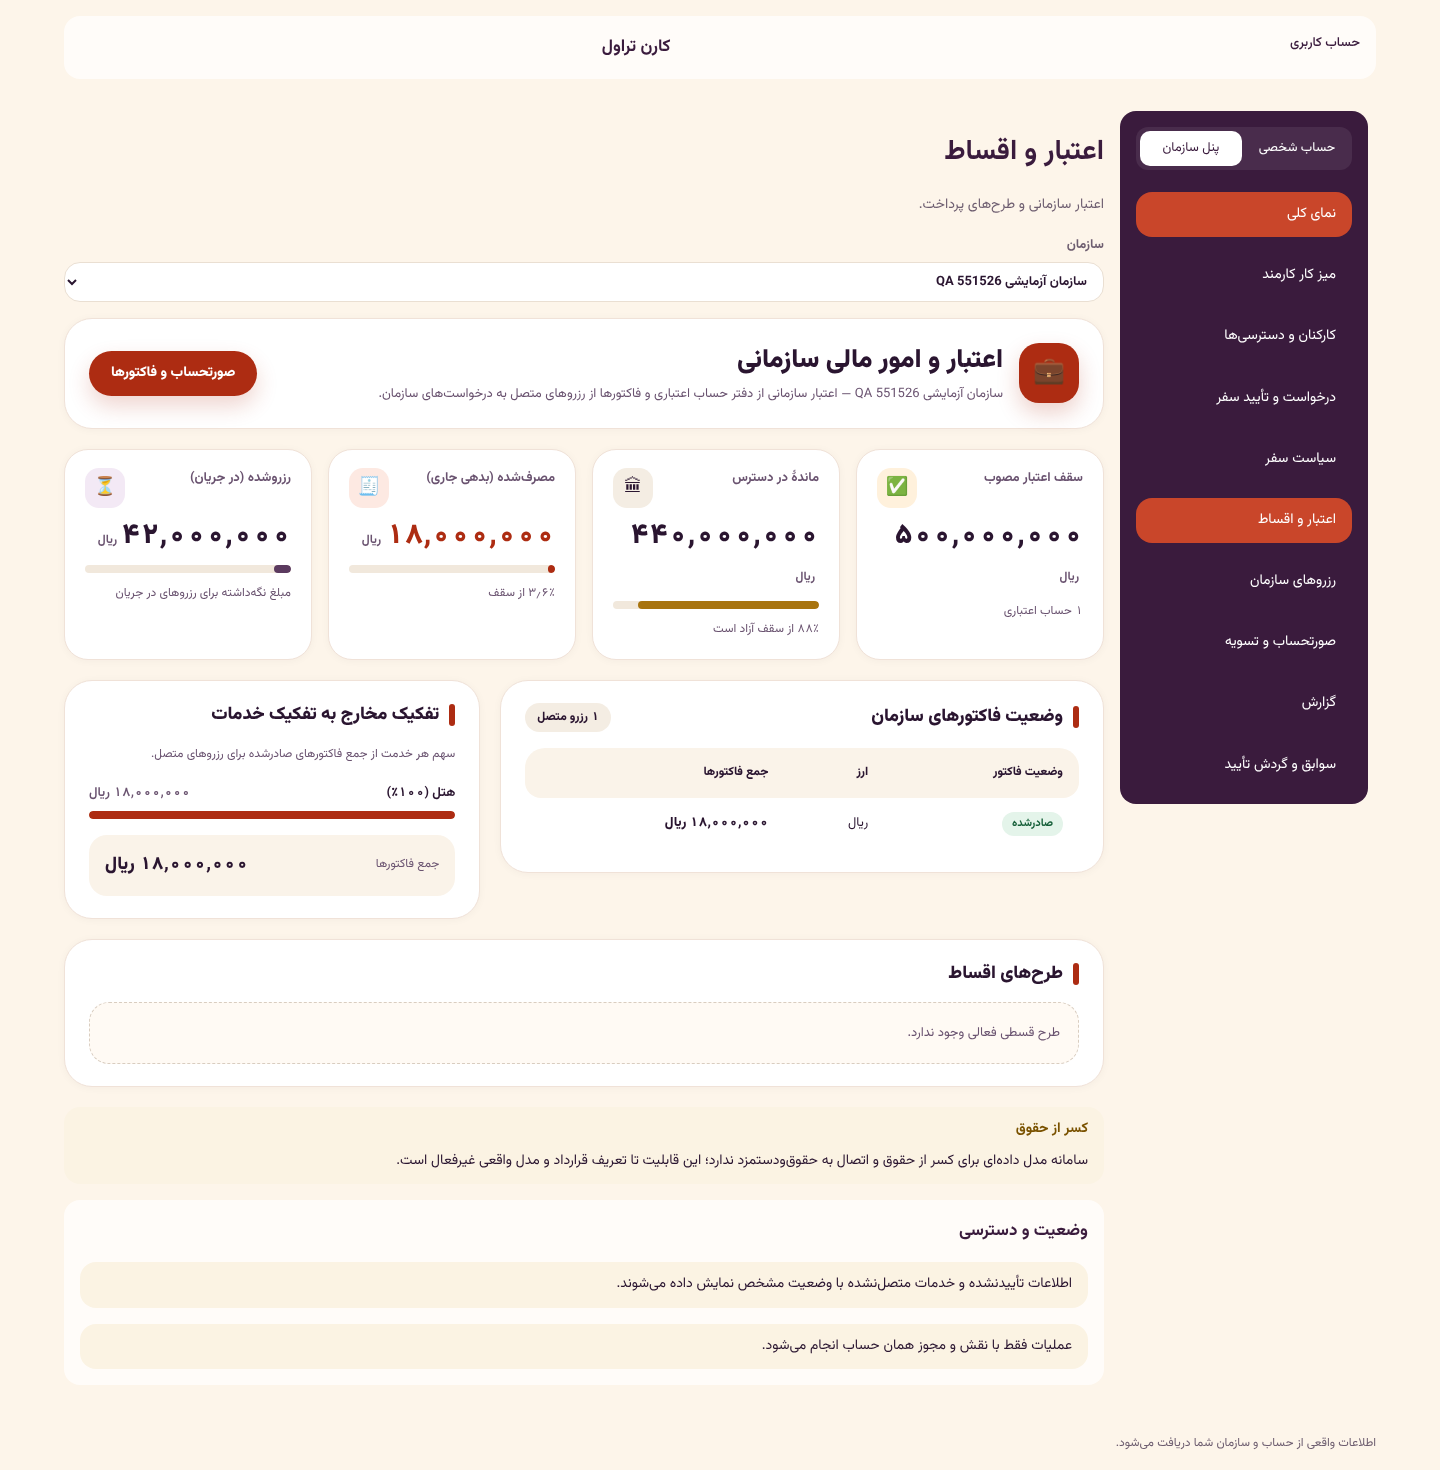 حساب کاربری
کارن تراول
حساب شخصی
پنل سازمان
نمای کلی
میز کار کارمند
کارکنان و دسترسی‌ها
درخواست و تأیید سفر
سیاست سفر
اعتبار و اقساط
رزروهای سازمان
صورتحساب و تسویه
گزارش
سوابق و گردش تأیید
اعتبار و اقساط
اعتبار سازمانی و طرح‌های پرداخت.
سازمان
سازمان آزمایشی QA 551526
اعتبار و امور مالی سازمانی
سازمان آزمایشی QA 551526 — اعتبار سازمانی از دفتر حساب اعتباری و فاکتورها از رزروهای متصل به درخواست‌های سازمان.
صورتحساب و فاکتورها
سقف اعتبار مصوب
۵۰۰,۰۰۰,۰۰۰
ریال
۱ حساب اعتباری
ماندهٔ در دسترس
۴۴۰,۰۰۰,۰۰۰
ریال
۸۸٪ از سقف آزاد است
مصرف‌شده (بدهی جاری)
۱۸,۰۰۰,۰۰۰ ریال
۳٫۶٪ از سقف
رزروشده (در جریان)
۴۲,۰۰۰,۰۰۰ ریال
مبلغ نگه‌داشته برای رزروهای در جریان
وضعیت فاکتورهای سازمان
۱ رزرو متصل
وضعیت فاکتور ارز جمع فاکتورها
صادرشده ریال ۱۸,۰۰۰,۰۰۰ ریال
تفکیک مخارج به تفکیک خدمات
سهم هر خدمت از جمع فاکتورهای صادرشده برای رزروهای متصل.
هتل (۱۰۰٪) ۱۸,۰۰۰,۰۰۰ ریال
جمع فاکتورها ۱۸,۰۰۰,۰۰۰ ریال
طرح‌های اقساط
طرح قسطی فعالی وجود ندارد.
کسر از حقوق
سامانه مدل داده‌ای برای کسر از حقوق و اتصال به حقوق‌ودستمزد ندارد؛ این قابلیت تا تعریف قرارداد و مدل واقعی غیرفعال است.
وضعیت و دسترسی
اطلاعات تأییدنشده و خدمات متصل‌نشده با وضعیت مشخص نمایش داده می‌شوند.
عملیات فقط با نقش و مجوز همان حساب انجام می‌شود.
اطلاعات واقعی از حساب و سازمان شما دریافت می‌شود.